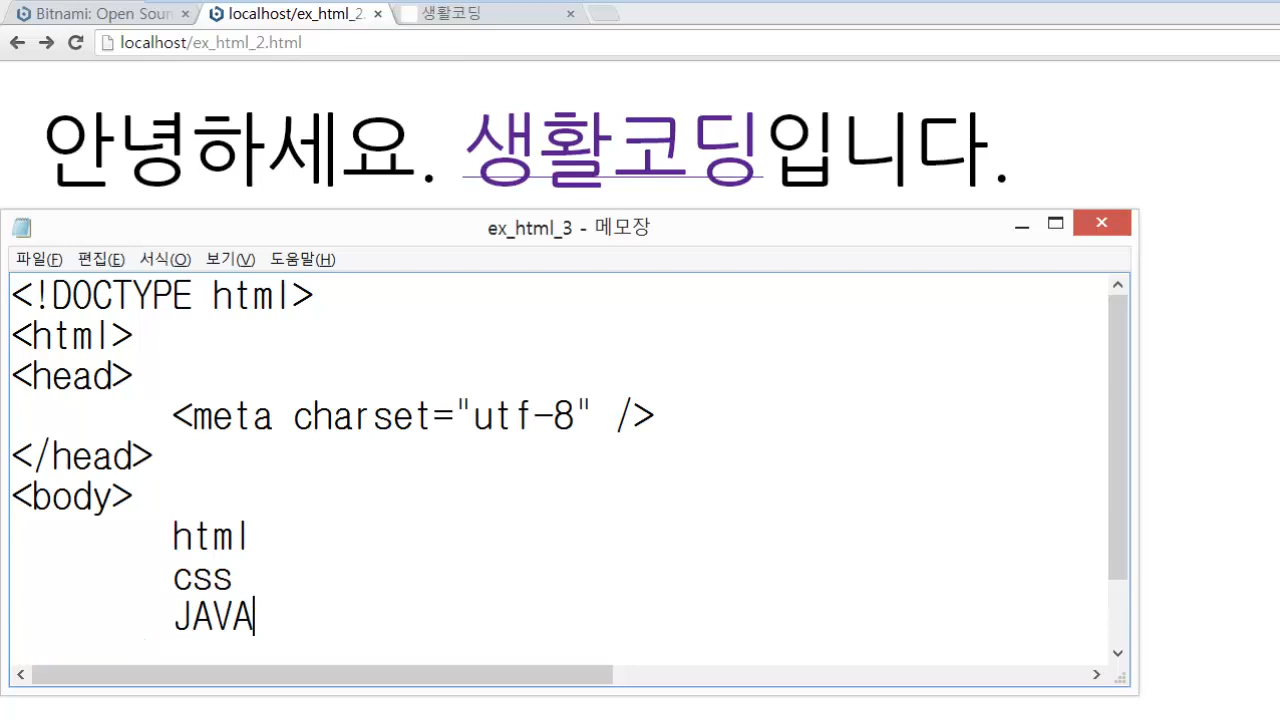 Bitnami: Open Soun
localhost/ex_html_2.
생활코딩
localhost/ex_html_2.html
안녕하세요. 생활코딩입니다.
ex_html_3 - 메모장
파일(F) 편집(E) 서식(O) 보기(V) 도움말(H)
<!DOCTYPE html>
<html>
<head>
<meta charset="utf-8" />
</head>
<body>
html
css
JAVA